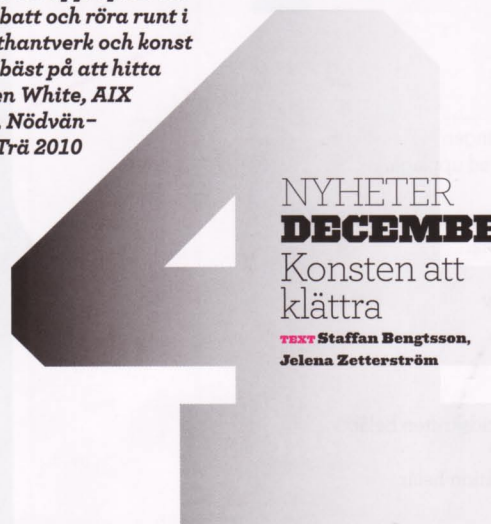 batt och röra runt i
thantverk och konst
bäst på att hitta
en White, AIX
Nödvän-
Trä 2010
4
NYHETER
DECEMBE
Konsten att
klättra
TEXT Staffan Bengtsson,
Jelena Zetterström